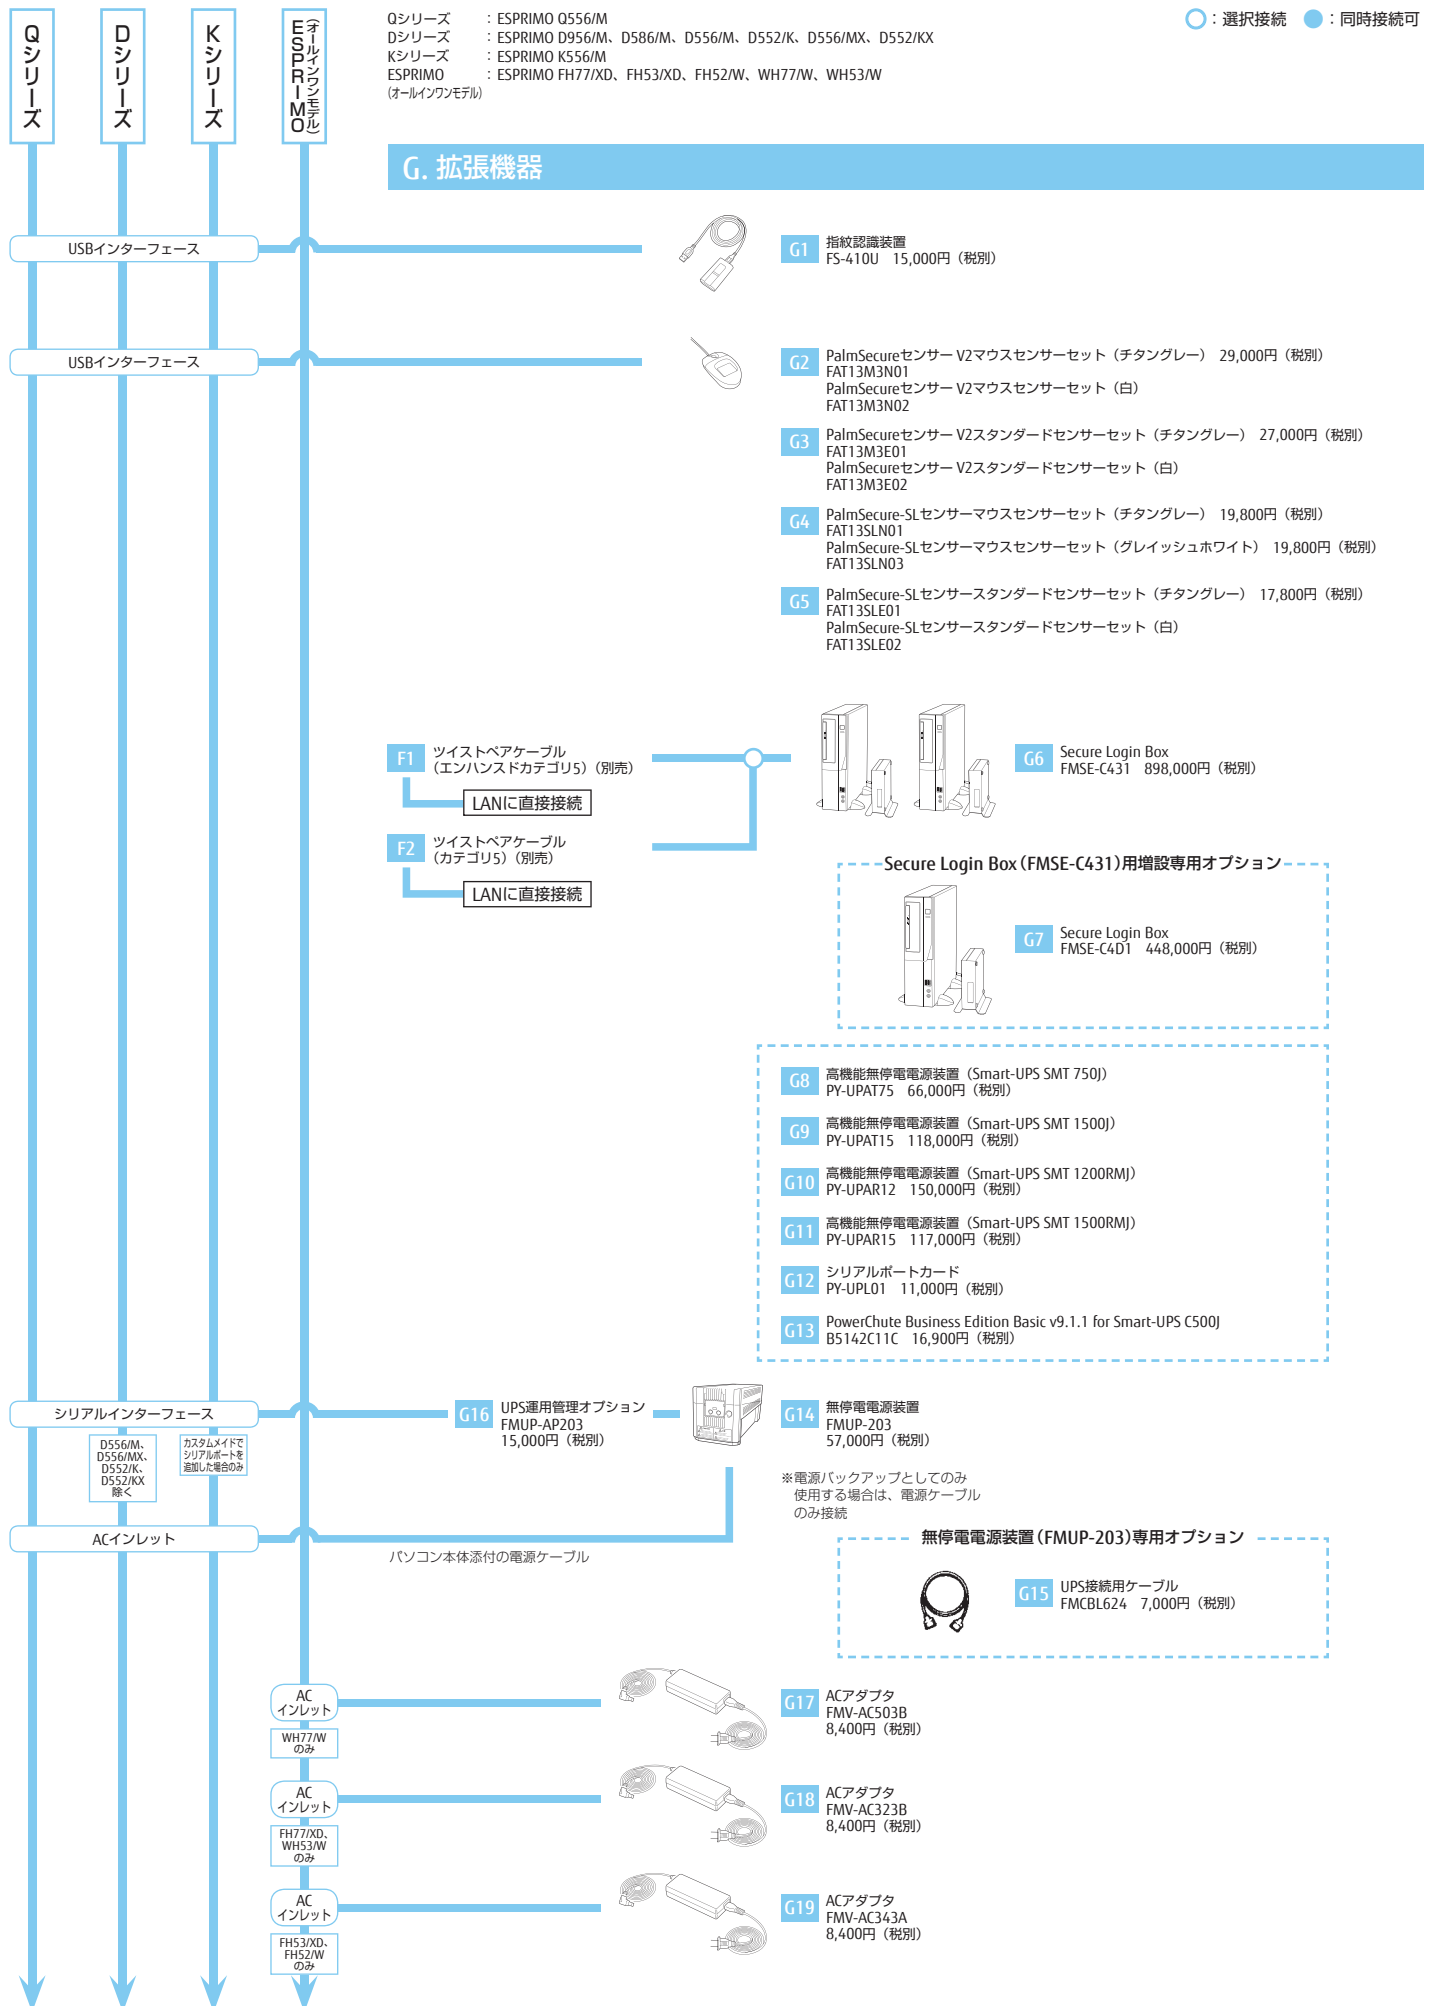 Qシリーズ
Dシリーズ
Kシリーズ
ESPRIMO
(オールインワンモデル)
Qシリーズ : ESPRIMO Q556/M
Dシリーズ : ESPRIMO D956/M、D586/M、D556/M、D552/K、D556/MX、D552/KX
Kシリーズ : ESPRIMO K556/M
ESPRIMO : ESPRIMO FH77/XD、FH53/XD、FH52/W、WH77/W、WH53/W
(オールインワンモデル)
○:選択接続 ●:同時接続可
G. 拡張機器
USBインターフェース
G1 指紋認識装置
FS-410U 15,000円(税別)
USBインターフェース
G2 PalmSecureセンサー V2マウスセンサーセット(チタングレー) 29,000円(税別)
FAT13M3N01
PalmSecureセンサー V2マウスセンサーセット(白)
FAT13M3N02
G3 PalmSecureセンサー V2スタンダードセンサーセット(チタングレー) 27,000円(税別)
FAT13M3E01
PalmSecureセンサー V2スタンダードセンサーセット(白)
FAT13M3E02
G4 PalmSecure-SLセンサーマウスセンサーセット(チタングレー) 19,800円(税別)
FAT13SLN01
PalmSecure-SLセンサーマウスセンサーセット(グレイッシュホワイト) 19,800円(税別)
FAT13SLN03
G5 PalmSecure-SLセンサースタンダードセンサーセット(チタングレー) 17,800円(税別)
FAT13SLE01
PalmSecure-SLセンサースタンダードセンサーセット(白)
FAT13SLE02
F1 ツイストペアケーブル
(エンハンスドカテゴリ5)(別売)
LANに直接接続
F2 ツイストペアケーブル
(カテゴリ5)(別売)
LANに直接接続
G6 Secure Login Box
FMSE-C431 898,000円(税別)
Secure Login Box(FMSE-C431)用増設専用オプション
G7 Secure Login Box
FMSE-C4D1 448,000円(税別)
G8 高機能無停電電源装置(Smart-UPS SMT 750J)
PY-UPAT75 66,000円(税別)
G9 高機能無停電電源装置(Smart-UPS SMT 1500J)
PY-UPAT15 118,000円(税別)
G10 高機能無停電電源装置(Smart-UPS SMT 1200RMJ)
PY-UPAR12 150,000円(税別)
G11 高機能無停電電源装置(Smart-UPS SMT 1500RMJ)
PY-UPAR15 117,000円(税別)
G12 シリアルポートカード
PY-UPL01 11,000円(税別)
G13 PowerChute Business Edition Basic v9.1.1 for Smart-UPS C500J
B5142C11C 16,900円(税別)
シリアルインターフェース
D556/M、
D556/MX、
D552/K、
D552/KX
除く
カスタムメイドで
シリアルポートを
追加した場合のみ
G16 UPS運用管理オプション
FMUP-AP203
15,000円(税別)
G14 無停電電源装置
FMUP-203
57,000円(税別)
※電源バックアップとしてのみ
使用する場合は、電源ケーブル
のみ接続
ACインレット
パソコン本体添付の電源ケーブル
無停電電源装置(FMUP-203)専用オプション
G15 UPS接続用ケーブル
FMCBL624 7,000円(税別)
AC
インレット
WH77/W
のみ
G17 ACアダプタ
FMV-AC503B
8,400円(税別)
AC
インレット
FH77/XD、
WH53/W
のみ
G18 ACアダプタ
FMV-AC323B
8,400円(税別)
AC
インレット
FH53/XD、
FH52/W
のみ
G19 ACアダプタ
FMV-AC343A
8,400円(税別)